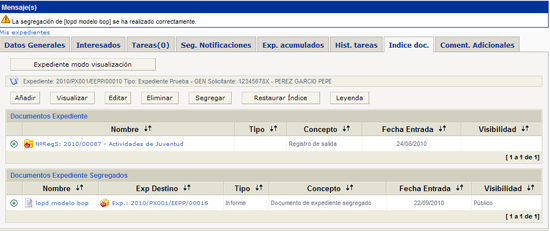 Mensaje(s)
La segregación de [lopd modelo bop] se ha realizado correctamente.
Mis expedientes
Datos Generales Interesados Tareas(0) Seg. Notificaciones Exp. acumulados Hist. tareas Indice doc. Coment. Adicionales
Expediente modo visualización
Expediente: 2010/PX001/EEPP/00010 Tipo: Expediente Prueba - GEN Solicitante: 12345678X - PEREZ GARCIO PEPE
Añadir Visualizar Editar Eliminar Segregar Restaurar Índice Leyenda
Documentos Expediente
Nombre Tipo Concepto Fecha Entrada Visibilidad
NºRegS: 2010/00087 - Actividades de Juventud Registro de salida 24/08/2010
[1 a 1 de 1]
Documentos Expediente Segregados
Nombre Exp Destino Tipo Concepto Fecha Entrada Visibilidad
lopd modelo bop Exp.: 2010/PX001/EEPP/00016 Informe Documento de expediente segregado 22/09/2010 Público
[1 a 1 de 1]